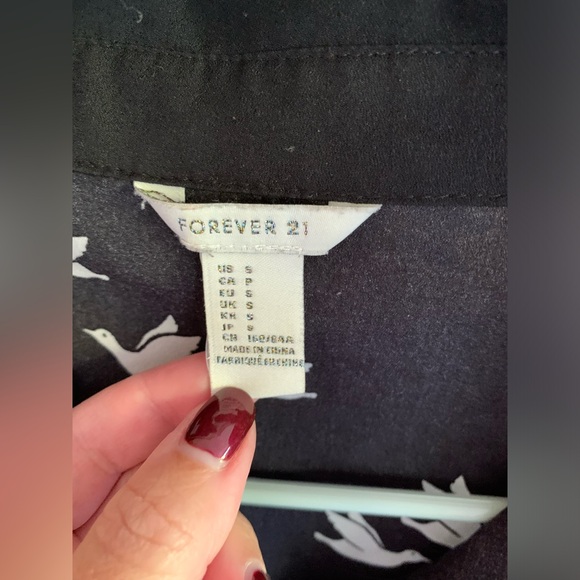 FOREVER 21
US S
CA P
EU S
UK S
KR S
JP S
CN 160/84A
MADE IN CHINA
FABRIQUÉ EN CHINE